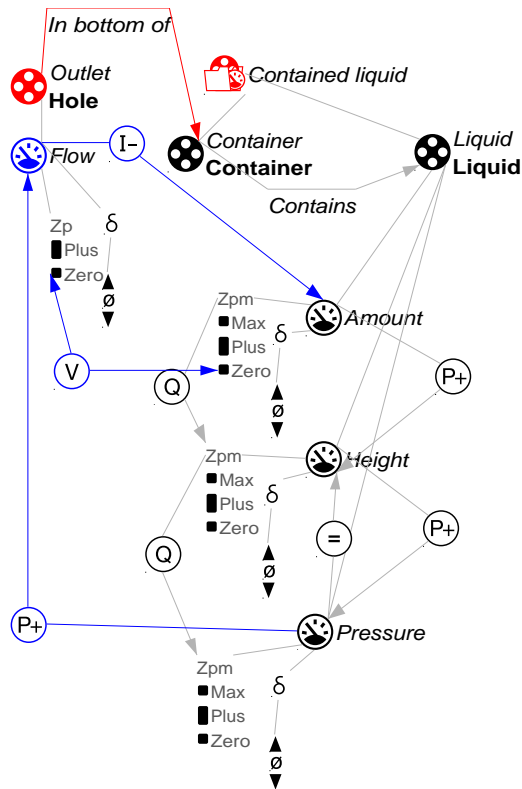 In bottom of
Outlet
Hole
Contained liquid
Flow
I-
Container
Container
Liquid
Liquid
Contains
Zp
δ
Plus
Zero
ø
Zpm
Amount
Max
δ
Plus
V
Zero
Q
P+
ø
Zpm
Height
Max
δ
Plus
Zero
P+
=
Q
ø
P+
Pressure
Zpm
δ
Max
Plus
Zero
ø